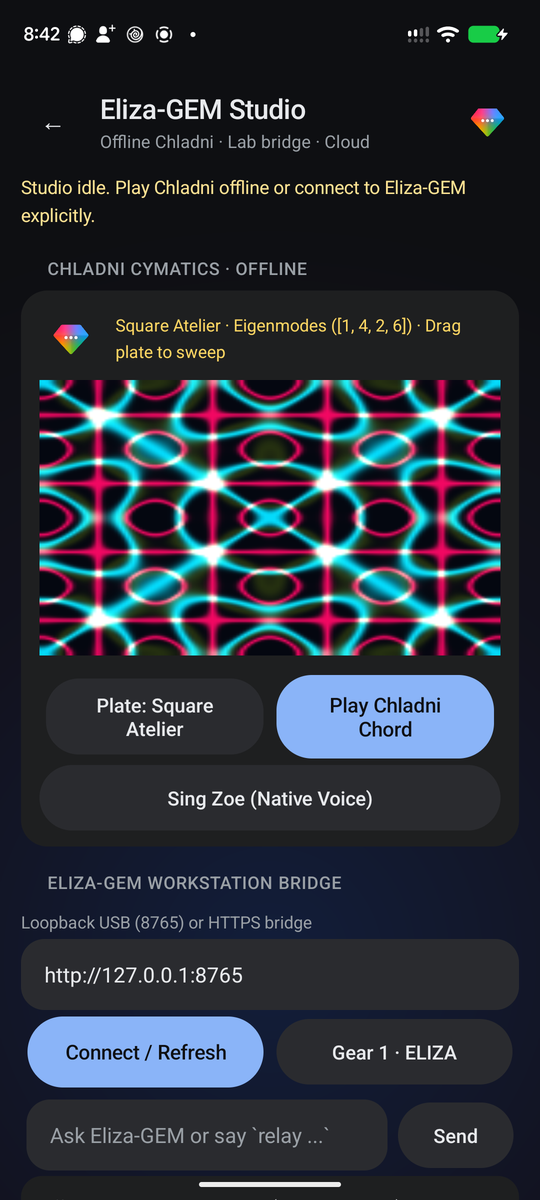 8:42
←
Eliza-GEM Studio
Offline Chladni · Lab bridge · Cloud
Studio idle. Play Chladni offline or connect to Eliza-GEM
explicitly.
CHLADNI CYMATICS · OFFLINE
Square Atelier · Eigenmodes ([1, 4, 2, 6]) · Drag
plate to sweep
Plate: Square
Atelier
Play Chladni
Chord
Sing Zoe (Native Voice)
ELIZA-GEM WORKSTATION BRIDGE
Loopback USB (8765) or HTTPS bridge
http://127.0.0.1:8765
Connect / Refresh
Gear 1 · ELIZA
Ask Eliza-GEM or say `relay ...`
Send